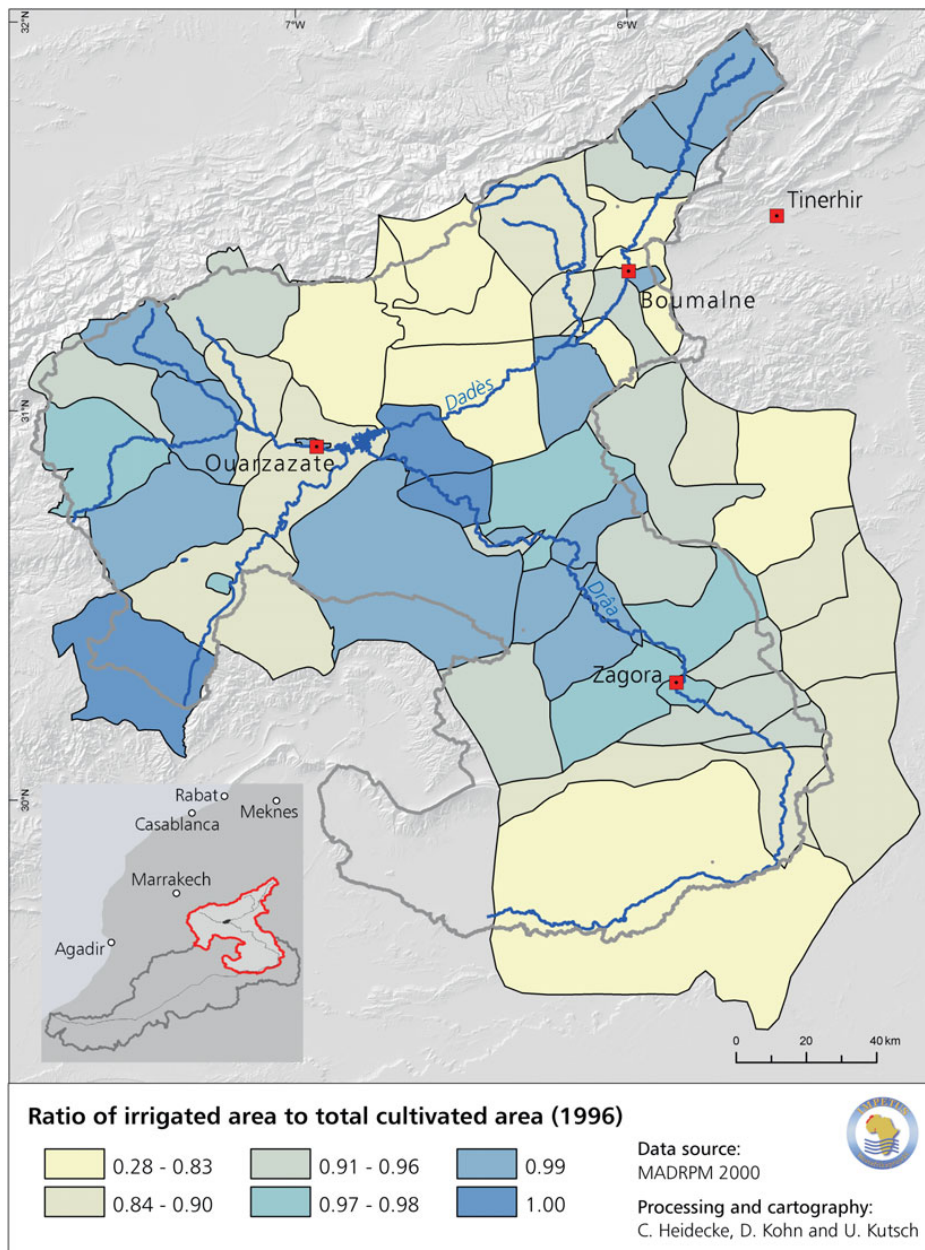 7°W
6°W
32°N
Tinerhir
Boumalne
Dadès
31°N
Ouarzazate
Drâa
Zagora
30°N
Rabat
Meknes
Casablanca
Marrakech
Agadir
0 20 40 km
Ratio of irrigated area to total cultivated area (1996)
0.28 - 0.83
0.91 - 0.96
0.99
0.84 - 0.90
0.97 - 0.98
1.00
Data source:
MADRPM 2000
Processing and cartography:
C. Heidecke, D. Kohn and U. Kutsch
IMPETUS